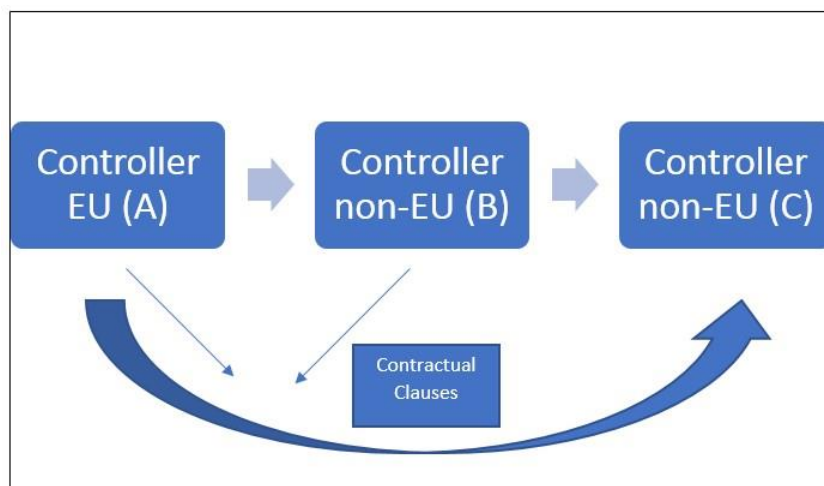 Controller
EU (A)
Controller
non-EU (B)
Controller
non-EU (C)
Contractual
Clauses